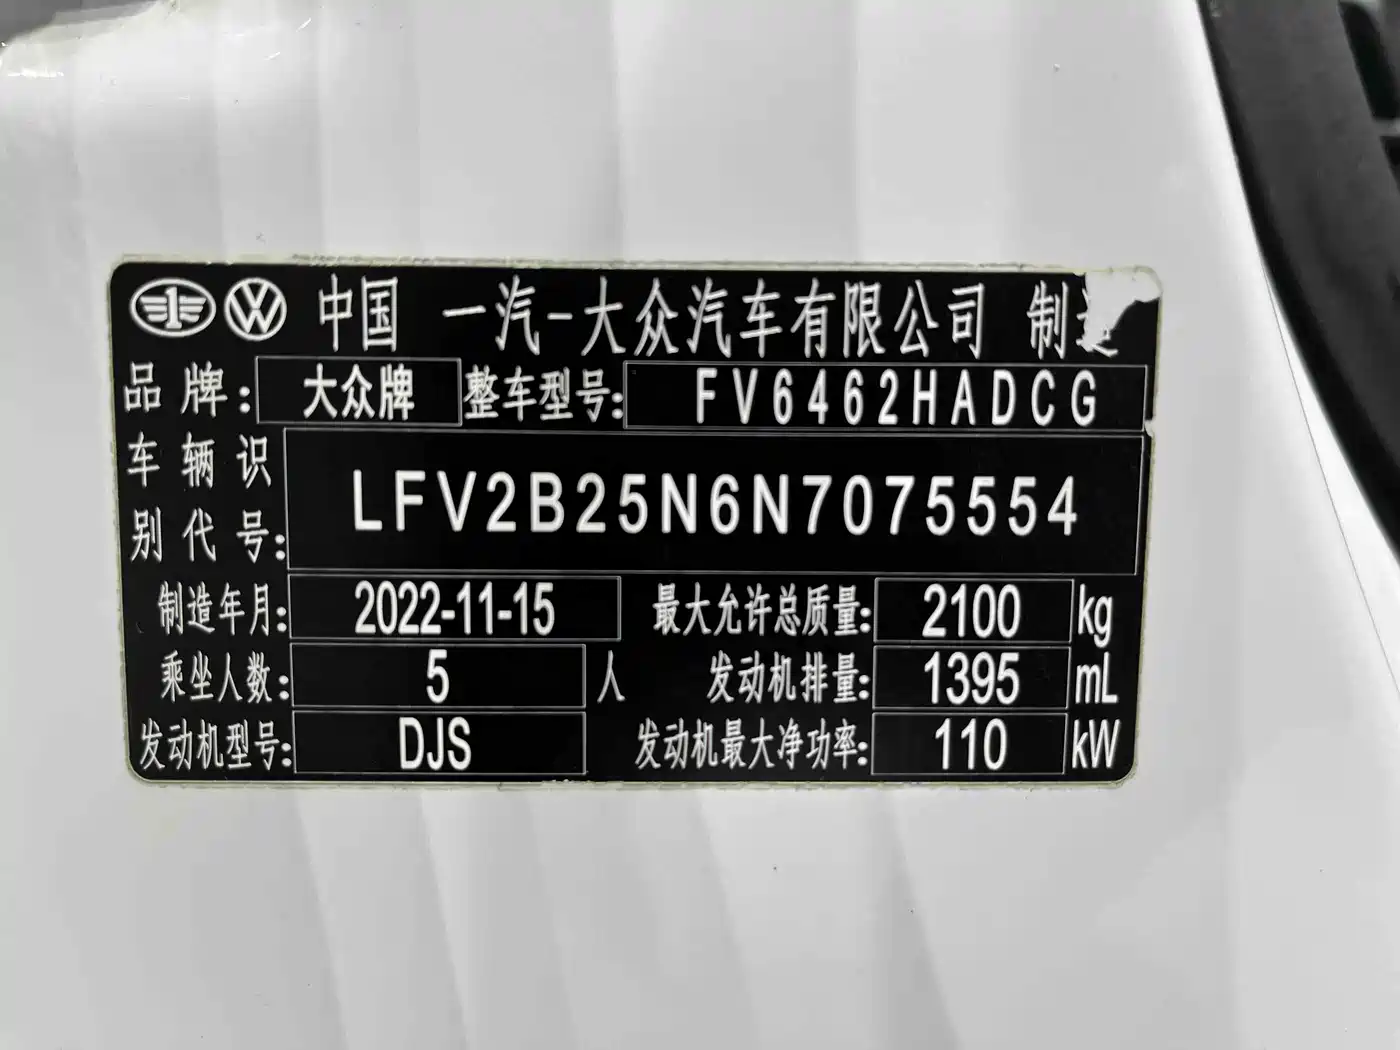 中国 一汽-大众汽车有限公司 制造
品牌: 大众牌 整车型号: FV6462HADCG
车辆识别代号: LFV2B25N6N7075554
制造年月: 2022-11-15 最大允许总质量: 2100 kg
乘坐人数: 5 人 发动机排量: 1395 mL
发动机型号: DJS 发动机最大净功率: 110 kW